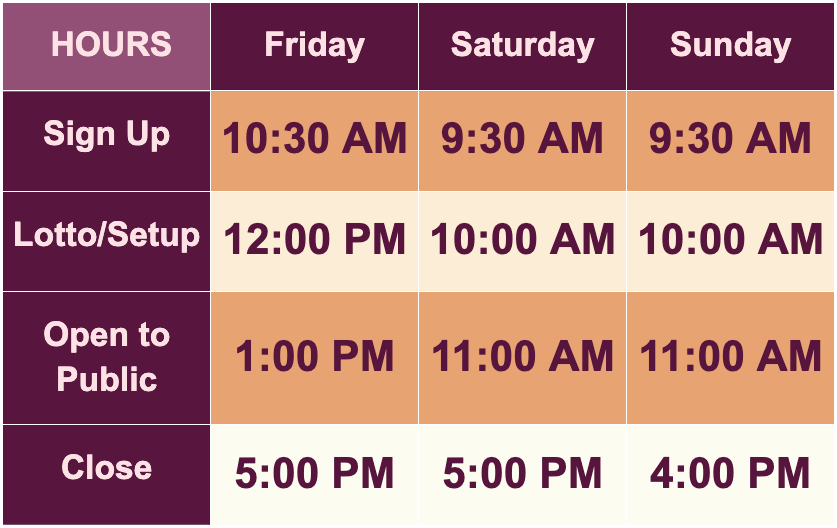 HOURS Friday Saturday Sunday
Sign Up 10:30 AM 9:30 AM 9:30 AM
Lotto/Setup 12:00 PM 10:00 AM 10:00 AM
Open to
Public 1:00 PM 11:00 AM 11:00 AM
Close 5:00 PM 5:00 PM 4:00 PM